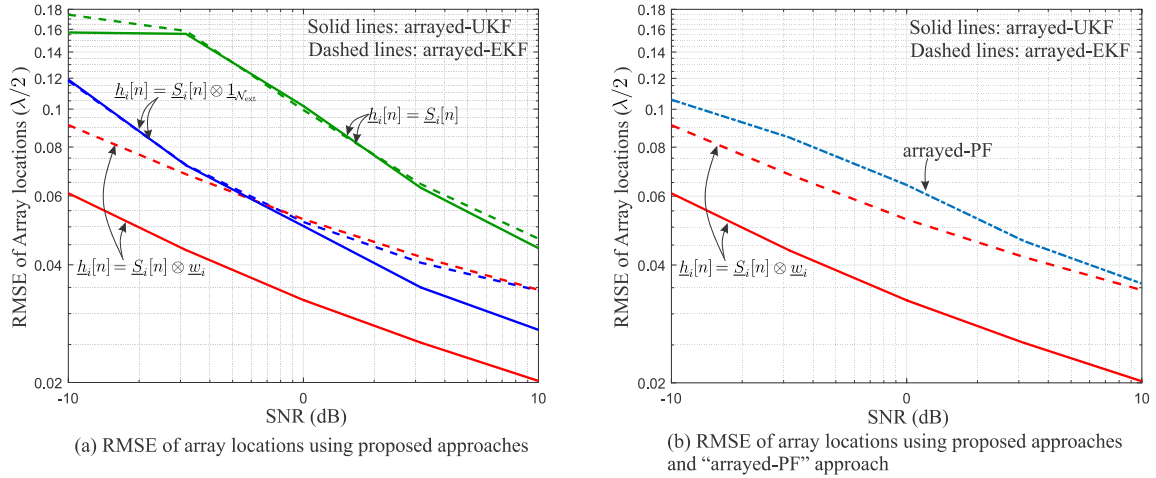 0.18
0.16
0.14
0.12
0.1
0.08
0.06
0.04
0.02
RMSE of Array locations (λ/2)
Solid lines: arrayed-UKF
Dashed lines: arrayed-EKF
h_i[n] = S_i[n] ⊗ 1_{N_ext}
h_i[n] = S_i[n]
h_i[n] = S_i[n] ⊗ w_i
-10
0
10
SNR (dB)
(a) RMSE of array locations using proposed approaches
0.18
0.16
0.14
0.12
0.1
0.08
0.06
0.04
0.02
RMSE of Array locations (λ/2)
Solid lines: arrayed-UKF
Dashed lines: arrayed-EKF
arrayed-PF
h_i[n] = S_i[n] ⊗ w_i
-10
0
10
SNR (dB)
(b) RMSE of array locations using proposed approaches
and “arrayed-PF” approach